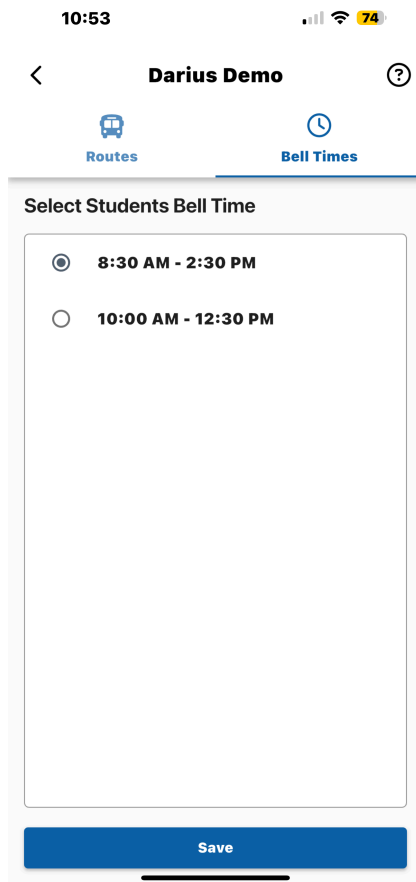 10:53
74
Darius Demo
?
Routes
Bell Times
Select Students Bell Time
8:30 AM - 2:30 PM
10:00 AM - 12:30 PM
Save